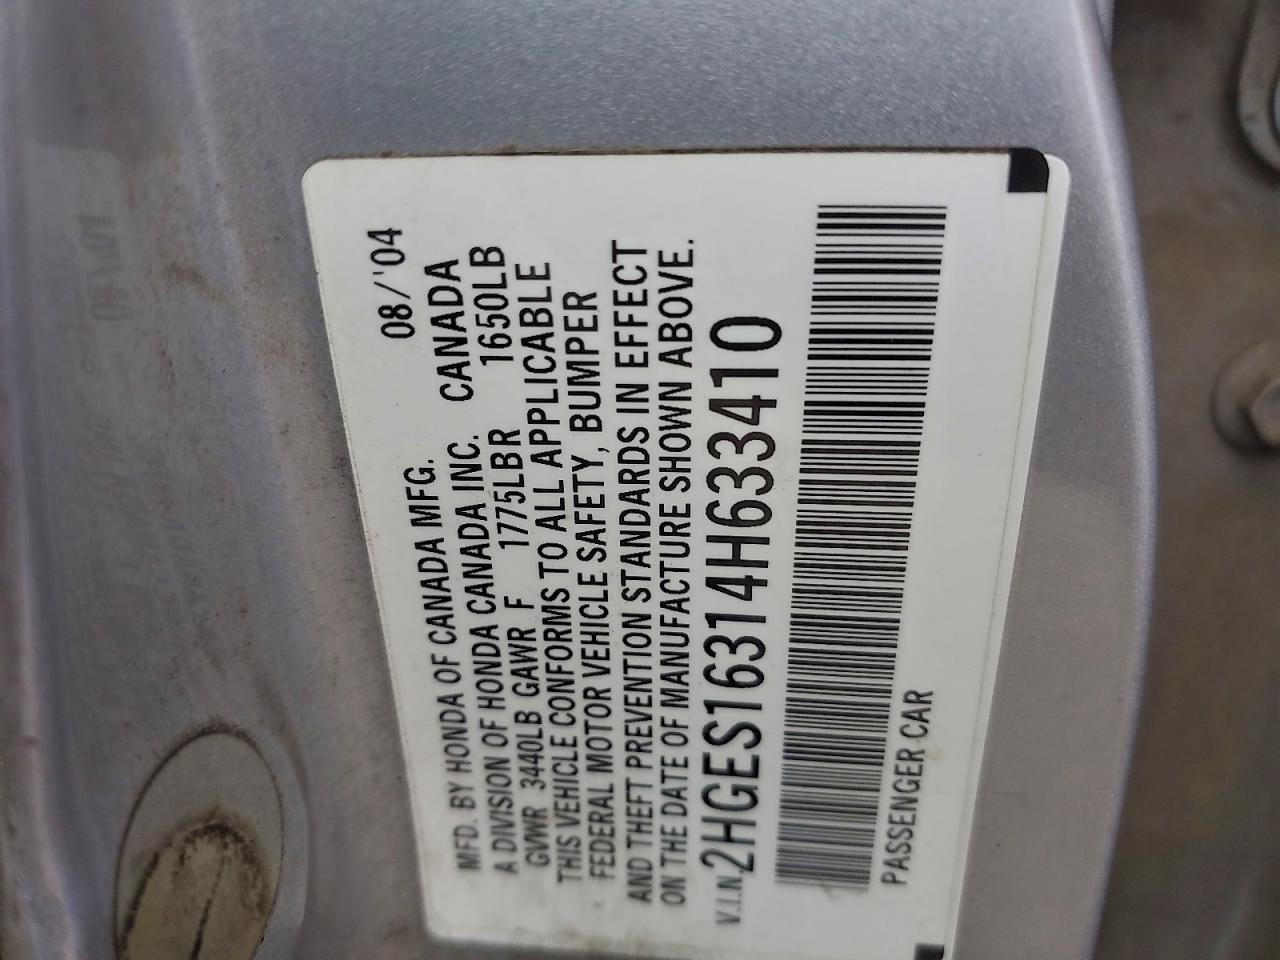 MFD. BY HONDA OF CANADA MFG. 08/'04
A DIVISION OF HONDA CANADA INC. CANADA
GVWR 3440LB GAWR F 1775LBR 1650LB
THIS VEHICLE CONFORMS TO ALL APPLICABLE
FEDERAL MOTOR VEHICLE SAFETY, BUMPER
AND THEFT PREVENTION STANDARDS IN EFFECT
ON THE DATE OF MANUFACTURE SHOWN ABOVE.
V.I.N.2HGES16314H633410
PASSENGER CAR